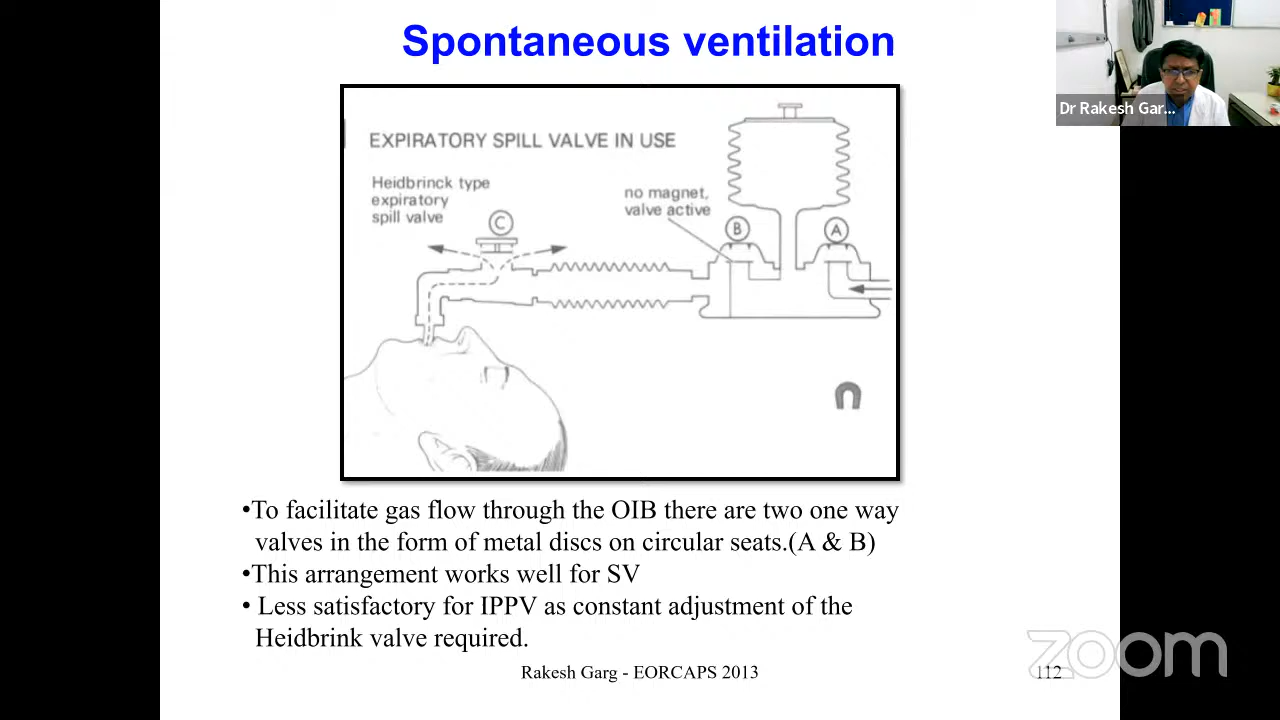 Spontaneous ventilation
Dr Rakesh Gar...
EXPIRATORY SPILL VALVE IN USE
Heidbrinck type
expiratory
spill valve
C
no magnet,
valve active
B
A
•To facilitate gas flow through the OIB there are two one way
valves in the form of metal discs on circular seats.(A & B)
•This arrangement works well for SV
• Less satisfactory for IPPV as constant adjustment of the
Heidbrink valve required.
Rakesh Garg - EORCAPS 2013
112
zoom